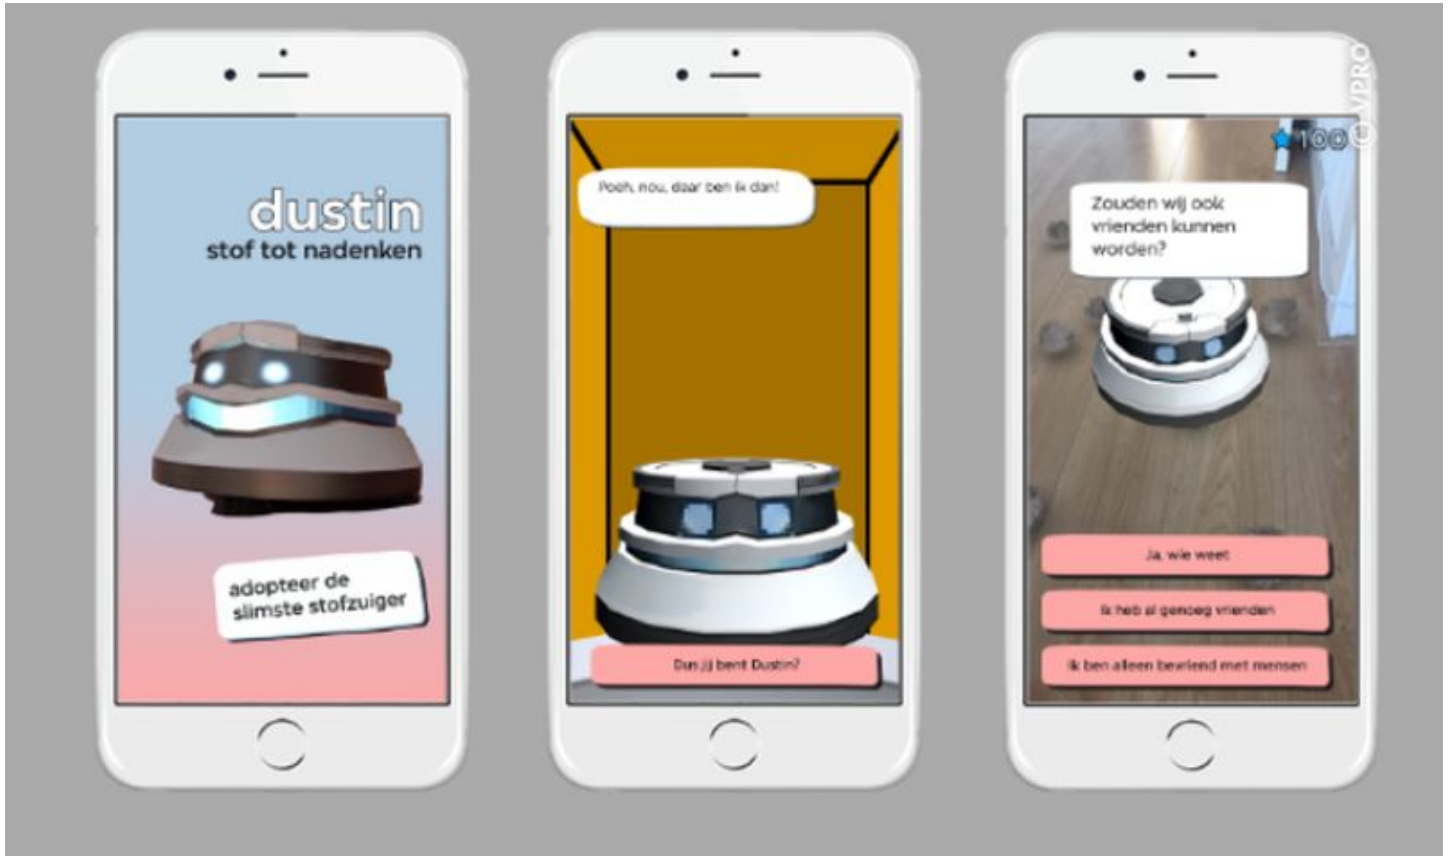 dustin
stof tot nadenken
adopteer de
slimste stofzuiger
Poeh, nou, daar ben ik dan!
Dus jij bent Dustin?
100
Zouden wij ook
vrienden kunnen
worden?
Ja, wie weet
Ik heb al genoeg vrienden
Ik ben alleen bevriend met mensen
© VPRO